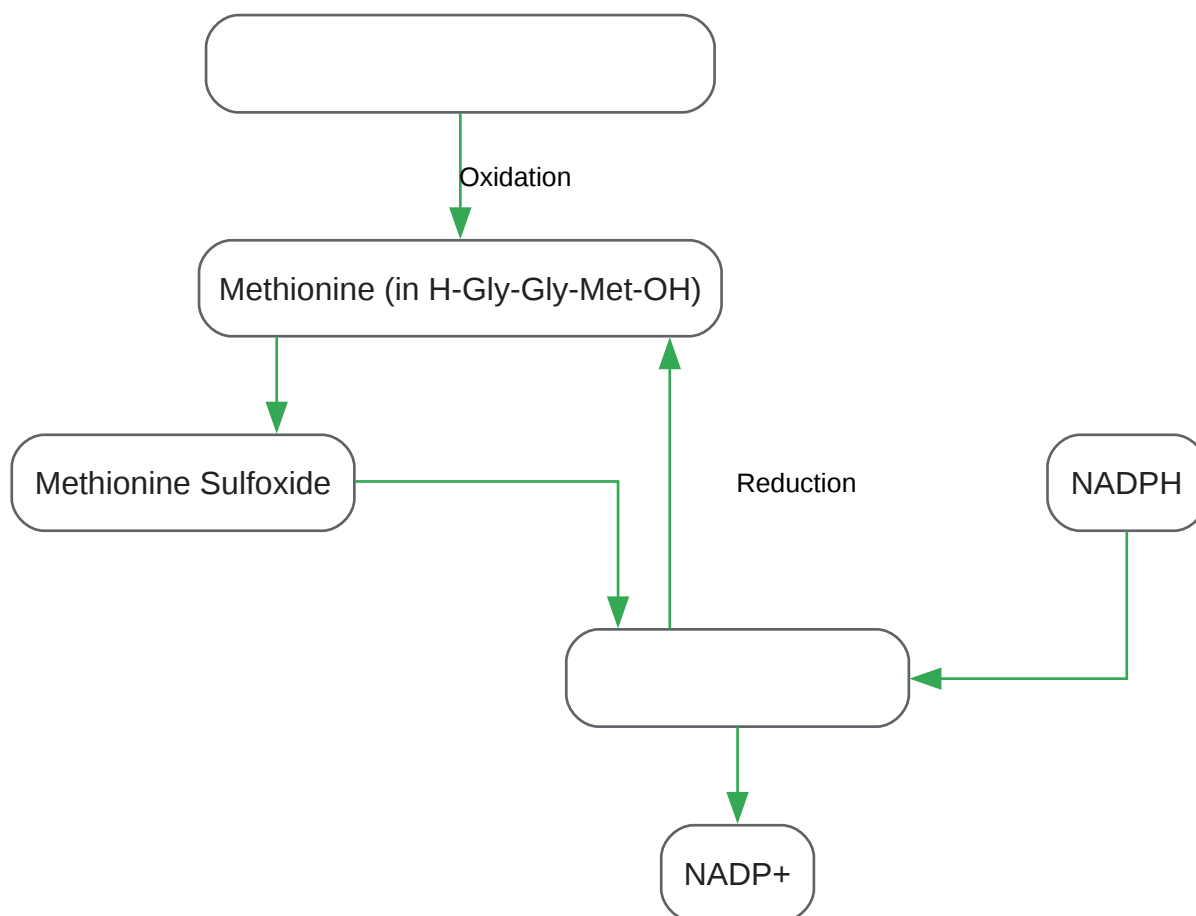 Oxidation
Methionine (in H-Gly-Gly-Met-OH)
Methionine Sulfoxide
Reduction
NADPH
NADP+